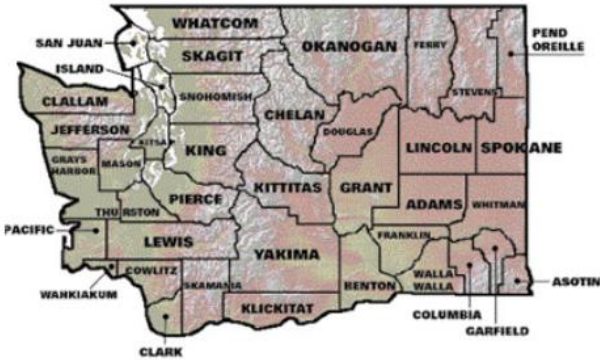 WHATCOM
SAN JUAN
SKAGIT
ISLAND
OKANOGAN
FERRY
PEND
OREILLE
STEVENS
CLALLAM
SNOHOMISH
CHELAN
JEFFERSON
DOUGLAS
KITSAP
KING
LINCOLN
SPOKANE
GRAYS
HARBOR
MASON
KITTITAS
GRANT
PIERCE
ADAMS
WHITMAN
THURSTON
PACIFIC
LEWIS
YAKIMA
FRANKLIN
COWLITZ
SKAMANIA
BENTON
WALLA
WALLA
ASOTIN
WAHKIAKUM
KLICKITAT
COLUMBIA
GARFIELD
CLARK